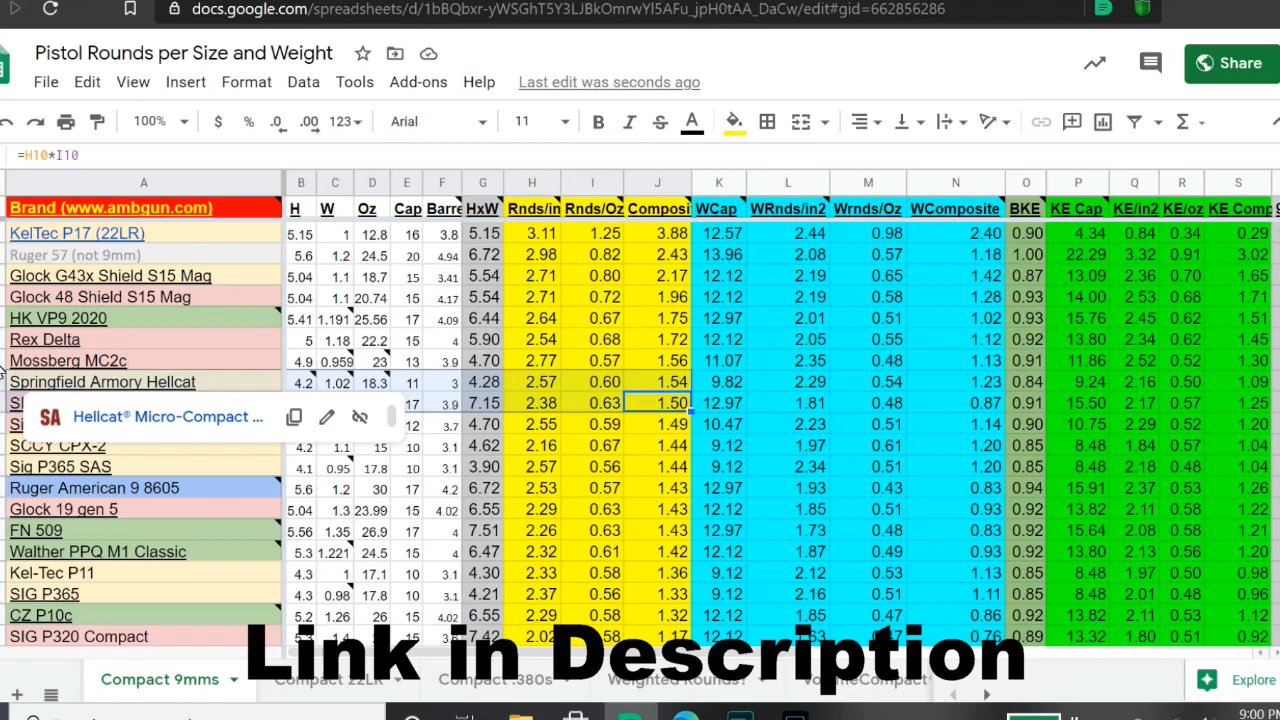 docs.google.com/spreadsheets/d/1bBQbxr-yWSGhT5Y3LJBkOmrwYl5AFu_jpH0tAA_DaCw/edit#gid=662856286
Pistol Rounds per Size and Weight
File Edit View Insert Format Data Tools Add-ons Help Last edit was seconds ago
Share
100% $ % .0 .00 123 Arial 11 B I S A
=H10*I10
A B C D E F G H I J K L M N O P Q R S
Brand (www.ambgun.com) H W Oz Cap Barre HxW Rnds/in Rnds/Oz Composi WCap WRnds/in2 Wrnds/Oz WComposite BKE KE Cap KE/in2 KE/oz KE Comp
KelTec P17 (22LR) 5.15 1 12.8 16 3.8 5.15 3.11 1.25 3.88 12.57 2.44 0.98 2.40 0.90 4.34 0.84 0.34 0.29
Ruger 57 (not 9mm) 5.6 1.2 24.5 20 4.94 6.72 2.98 0.82 2.43 13.96 2.08 0.57 1.18 1.00 22.29 3.32 0.91 3.02
Glock G43x Shield S15 Mag 5.04 1.1 18.7 15 3.41 5.54 2.71 0.80 2.17 12.12 2.19 0.65 1.42 0.87 13.09 2.36 0.70 1.65
Glock 48 Shield S15 Mag 5.04 1.1 20.74 15 4.17 5.54 2.71 0.72 1.96 12.12 2.19 0.58 1.28 0.93 14.00 2.53 0.68 1.71
HK VP9 2020 5.41 1.191 25.56 17 4.09 6.44 2.64 0.67 1.75 12.97 2.01 0.51 1.02 0.93 15.76 2.45 0.62 1.51
Rex Delta 5 1.18 22.2 15 4 5.90 2.54 0.68 1.72 12.12 2.05 0.55 1.12 0.92 13.80 2.34 0.62 1.45
Mossberg MC2c 4.9 0.959 23 13 3.9 4.70 2.77 0.57 1.56 11.07 2.35 0.48 1.13 0.91 11.86 2.52 0.52 1.30
Springfield Armory Hellcat 4.2 1.02 18.3 11 3 4.28 2.57 0.60 1.54 9.82 2.29 0.54 1.23 0.84 9.24 2.16 0.50 1.09
17 3.9 7.15 2.38 0.63 1.50 12.97 1.81 0.48 0.87 0.91 15.50 2.17 0.57 1.23
SA Hellcat® Micro-Compact ...
12 3.7 4.70 2.55 0.59 1.49 10.47 2.23 0.51 1.14 0.90 10.75 2.29 0.52 1.20
SCCY CPX-2 4.2 1.1 15 10 3.1 4.62 2.16 0.67 1.44 9.12 1.97 0.61 1.20 0.85 8.48 1.84 0.57 1.04
Sig P365 SAS 4.1 0.95 17.8 10 3.1 3.90 2.57 0.56 1.44 9.12 2.34 0.51 1.20 0.85 8.48 2.18 0.48 1.04
Ruger American 9 8605 5.6 1.2 30 17 4.2 6.72 2.53 0.57 1.43 12.97 1.93 0.43 0.83 0.94 15.91 2.37 0.53 1.26
Glock 19 gen 5 5.04 1.3 23.99 15 4.02 6.55 2.29 0.63 1.43 12.12 1.85 0.51 0.93 0.92 13.82 2.11 0.58 1.22
FN 509 5.56 1.35 26.9 17 4 7.51 2.26 0.63 1.43 12.97 1.73 0.48 0.83 0.92 15.64 2.08 0.58 1.21
Walther PPQ M1 Classic 5.3 1.221 24.5 15 4 6.47 2.32 0.61 1.42 12.12 1.87 0.49 0.93 0.92 13.80 2.13 0.56 1.20
Kel-Tec P11 4.3 1 17.1 10 3.1 4.30 2.33 0.58 1.36 9.12 2.12 0.53 1.13 0.85 8.48 1.97 0.50 0.98
SIG P365 4.3 0.98 17.8 10 3.1 4.21 2.37 0.56 1.33 9.12 2.16 0.51 1.11 0.85 8.48 2.01 0.48 0.96
CZ P10c 5.2 1.26 26 15 4.02 6.55 2.29 0.58 1.32 12.12 1.85 0.47 0.86 0.92 13.82 2.11 0.53 1.12
SIG P320 Compact 7.42 2.02 .58 1.17 12.12 0.76 0.89 13.32 1.80 0.51 0.92
Link in Description
Compact 9mms Compact 22LR Compact .380s Weighted Rounds? VolumeCompact
Explore
9:00 PM